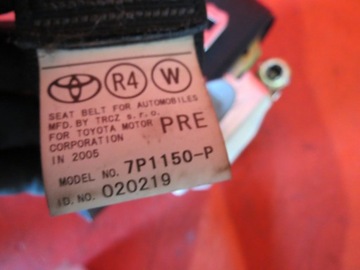 R4 W
SEAT BELT FOR AUTOMOBILES
MFD. BY TRCZ s.r.o.
FOR TOYOTA MOTOR PRE
CORPORATION
IN 2005
MODEL NO. 7P1150-P
ID. NO. 020219